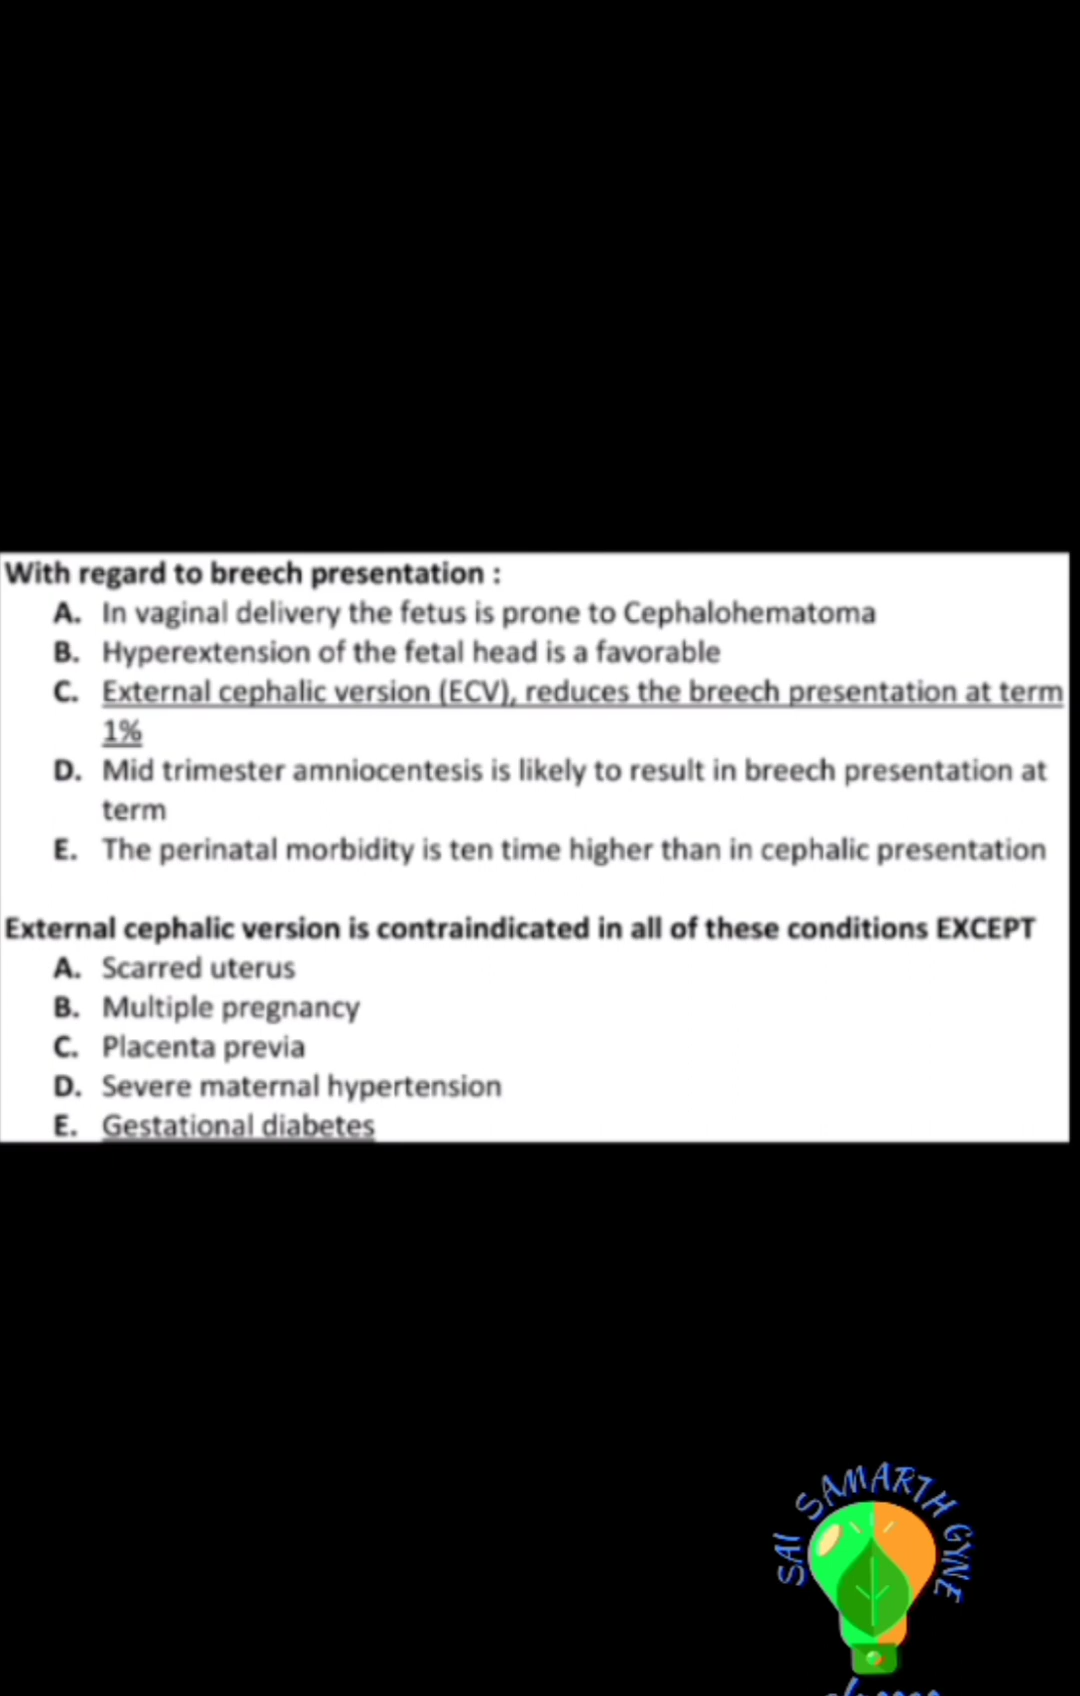 With regard to breech presentation :
A. In vaginal delivery the fetus is prone to Cephalohematoma
B. Hyperextension of the fetal head is a favorable
C. External cephalic version (ECV), reduces the breech presentation at term
1%
D. Mid trimester amniocentesis is likely to result in breech presentation at
term
E. The perinatal morbidity is ten time higher than in cephalic presentation
External cephalic version is contraindicated in all of these conditions EXCEPT
A. Scarred uterus
B. Multiple pregnancy
C. Placenta previa
D. Severe maternal hypertension
E. Gestational diabetes
SAI SAMARTH GYNE